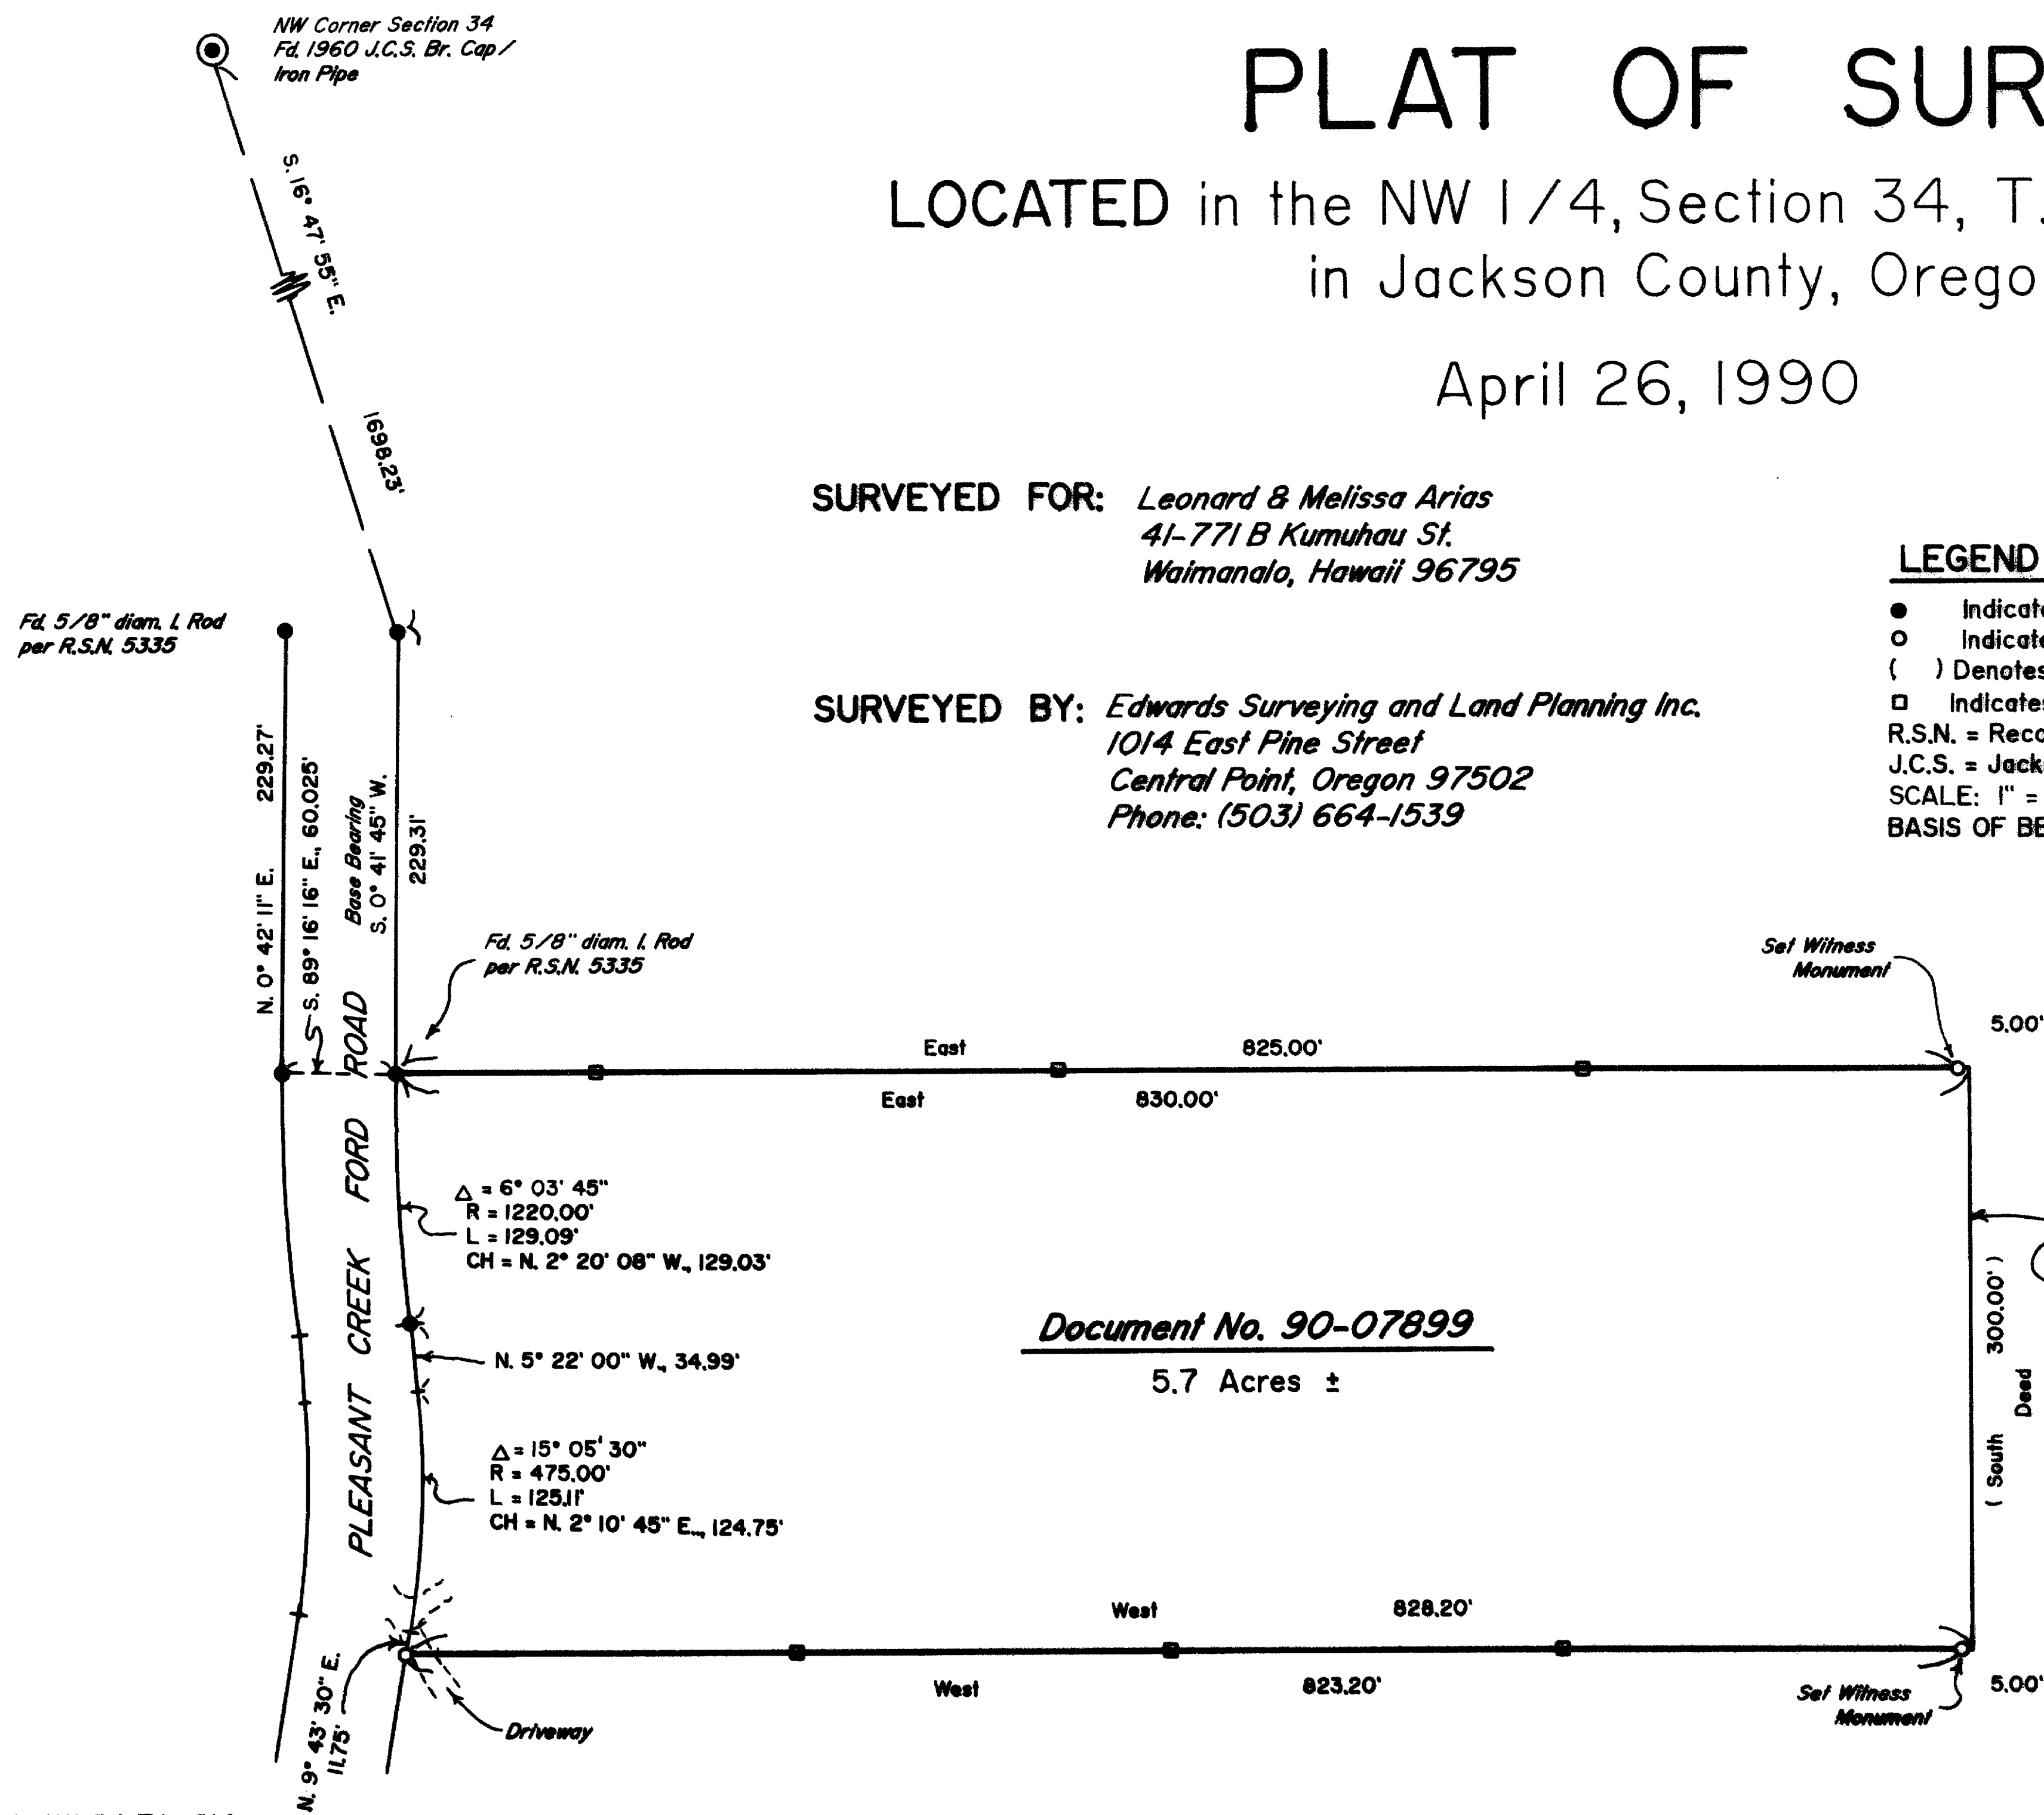 NW Corner Section 34
Fd. 1960 J.C.S. Br. Cap/
Iron Pipe
PLAT OF SUR
LOCATED in the NW 1/4, Section 34, T.
in Jackson County, Orego
April 26, 1990
S. 16° 47' 55" E.
1698.23'
SURVEYED FOR: Leonard & Melissa Arias
41-771 B Kumuhau St.
Waimanalo, Hawaii 96795
SURVEYED BY: Edwards Surveying and Land Planning Inc.
1014 East Pine Street
Central Point, Oregon 97502
Phone: (503) 664-1539
LEGEND
Indicate
Indicate
( ) Denotes
Indicates
R.S.N. = Reco
J.C.S. = Jack
SCALE: 1" =
BASIS OF BE
Fd. 5/8" diam. I. Rod
per R.S.N. 5335
N. 0° 42' 11" E. 229.27'
S. 89° 16' 16" E., 60.025'
Base Bearing
S. 0° 41' 45" W.
229.31'
Fd. 5/8" diam. I. Rod
per R.S.N. 5335
Set Witness
Monument
5.00'
East 825.00'
East 830.00'
PLEASANT CREEK FORD ROAD
Δ = 6° 03' 45"
R = 1220.00'
L = 129.09'
CH = N. 2° 20' 08" W., 129.03'
N. 5° 22' 00" W., 34.99'
Document No. 90-07899
5.7 Acres ±
( South 300.00' )
Deed
Δ = 15° 05' 30"
R = 475.00'
L = 125.11'
CH = N. 2° 10' 45" E.., 124.75'
West 828.20'
West 823.20'
Set Witness
Monument
5.00'
N. 9° 43' 30" E.
11.75'
Driveway